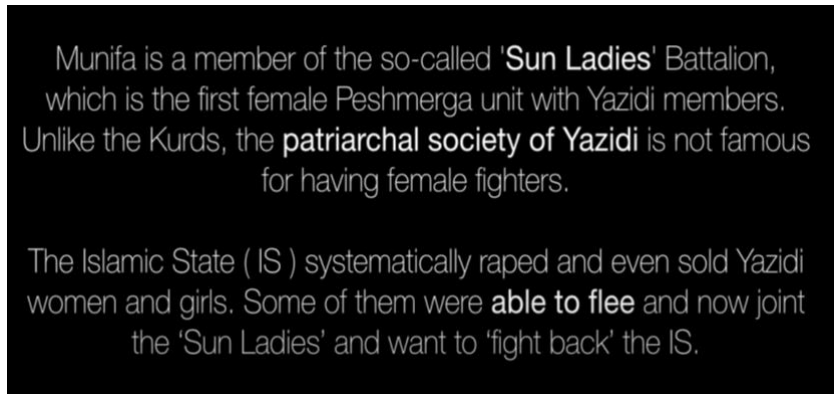 Munifa is a member of the so-called 'Sun Ladies' Battalion,
which is the first female Peshmerga unit with Yazidi members.
Unlike the Kurds, the patriarchal society of Yazidi is not famous
for having female fighters.
The Islamic State ( IS ) systematically raped and even sold Yazidi
women and girls. Some of them were able to flee and now joint
the ‘Sun Ladies’ and want to ‘fight back’ the IS.